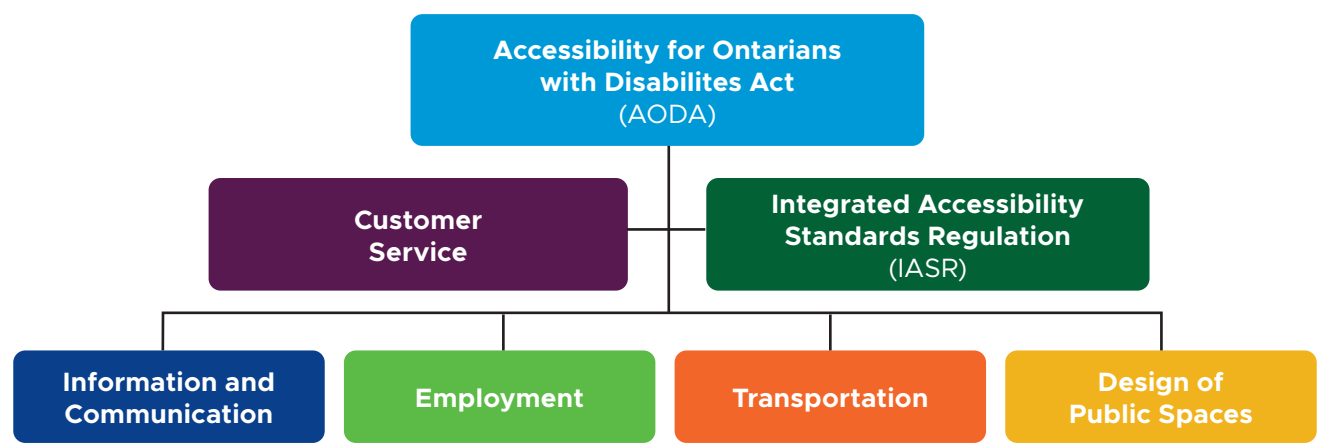 Accessibility for Ontarians
with Disabilites Act
(AODA)
Customer
Service
Integrated Accessibility
Standards Regulation
(IASR)
Information and
Communication
Employment
Transportation
Design of
Public Spaces